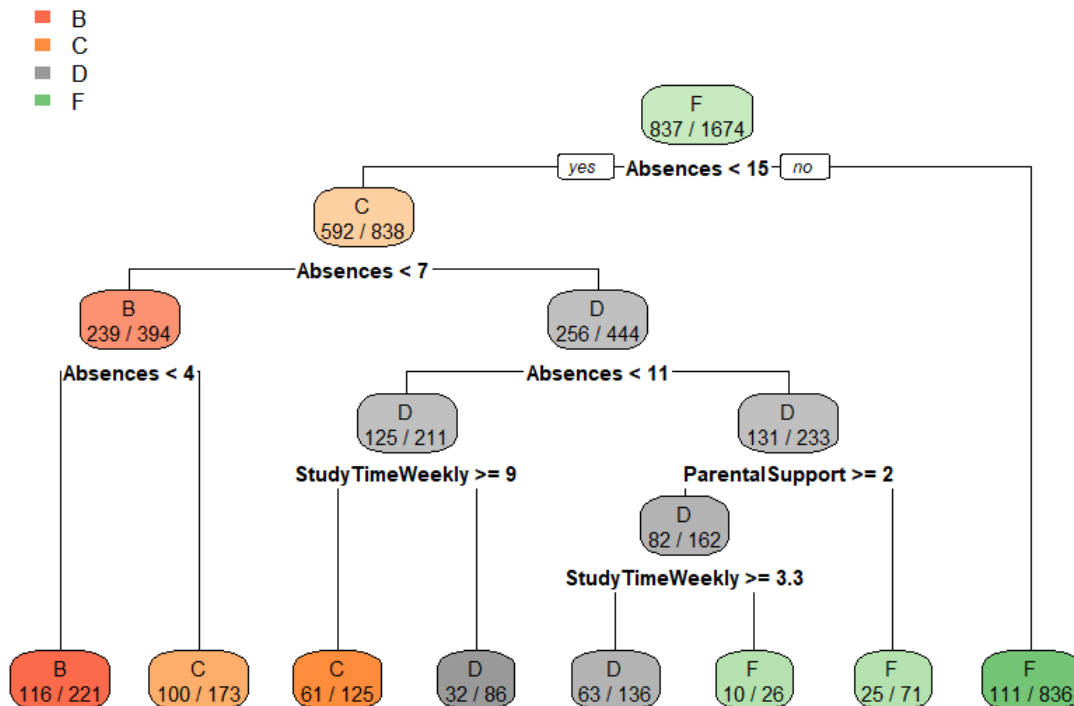 B
C
D
F
F
837 / 1674
yes
Absences < 15
no
C
592 / 838
Absences < 7
B
239 / 394
D
256 / 444
Absences < 4
Absences < 11
D
125 / 211
D
131 / 233
StudyTimeWeekly >= 9
ParentalSupport >= 2
D
82 / 162
StudyTimeWeekly >= 3.3
B
116 / 221
C
100 / 173
C
61 / 125
D
32 / 86
D
63 / 136
F
10 / 26
F
25 / 71
F
111 / 836